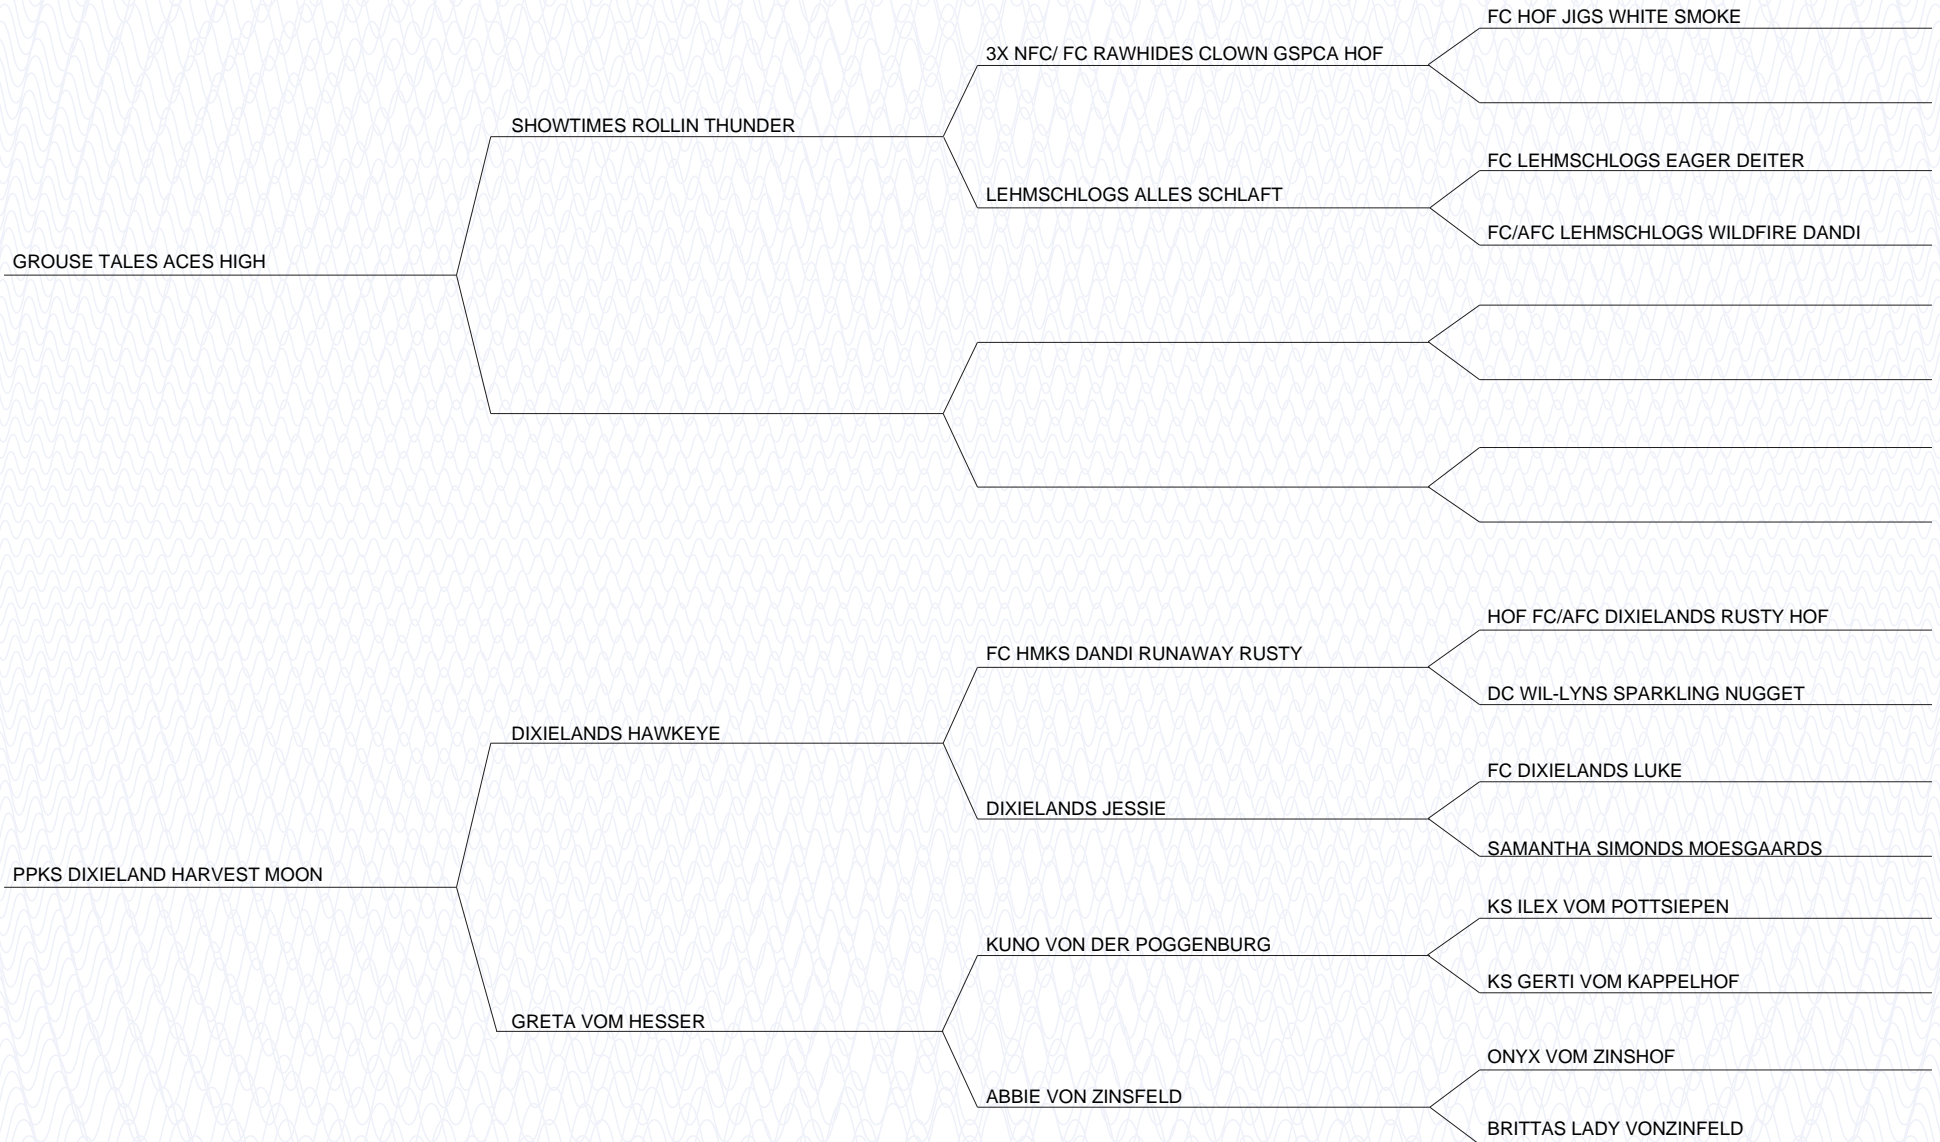 FC HOF JIGS WHITE SMOKE
3X NFC/ FC RAWHIDES CLOWN GSPCA HOF
SHOWTIMES ROLLIN THUNDER
FC LEHMSCHLOGS EAGER DEITER
LEHMSCHLOGS ALLES SCHLAFT
FC/AFC LEHMSCHLOGS WILDFIRE DANDI
GROUSE TALES ACES HIGH
HOF FC/AFC DIXIELANDS RUSTY HOF
FC HMKS DANDI RUNAWAY RUSTY
DC WIL-LYNS SPARKLING NUGGET
DIXIELANDS HAWKEYE
FC DIXIELANDS LUKE
DIXIELANDS JESSIE
SAMANTHA SIMONDS MOESGAARDS
PPKS DIXIELAND HARVEST MOON
KS ILEX VOM POTTSIEPEN
KUNO VON DER POGGENBURG
KS GERTI VOM KAPPELHOF
GRETA VOM HESSER
ONYX VOM ZINSHOF
ABBIE VON ZINSFELD
BRITTAS LADY VONZINFELD